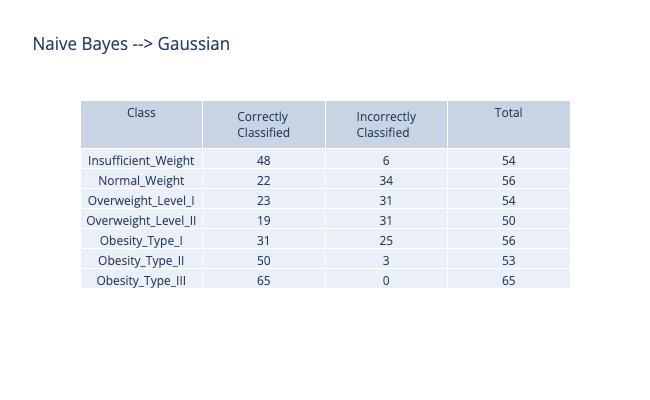 Naive Bayes --> Gaussian
Class Correctly Classified Incorrectly Classified Total
Insufficient_Weight 48 6 54
Normal_Weight 22 34 56
Overweight_Level_I 23 31 54
Overweight_Level_II 19 31 50
Obesity_Type_I 31 25 56
Obesity_Type_II 50 3 53
Obesity_Type_III 65 0 65